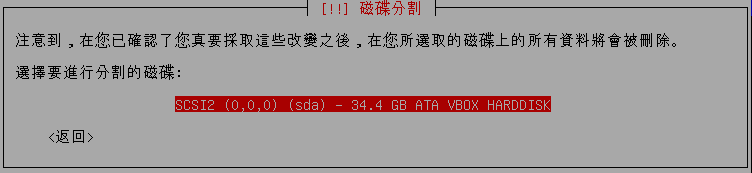 [!!] 磁碟分割
注意到,在您已確認了您真要採取這些改變之後,在您所選取的磁碟上的所有資料將會被刪除。
選擇要進行分割的磁碟:
SCSI2 (0,0,0) (sda) - 34.4 GB ATA VBOX HARDDISK
<返回>